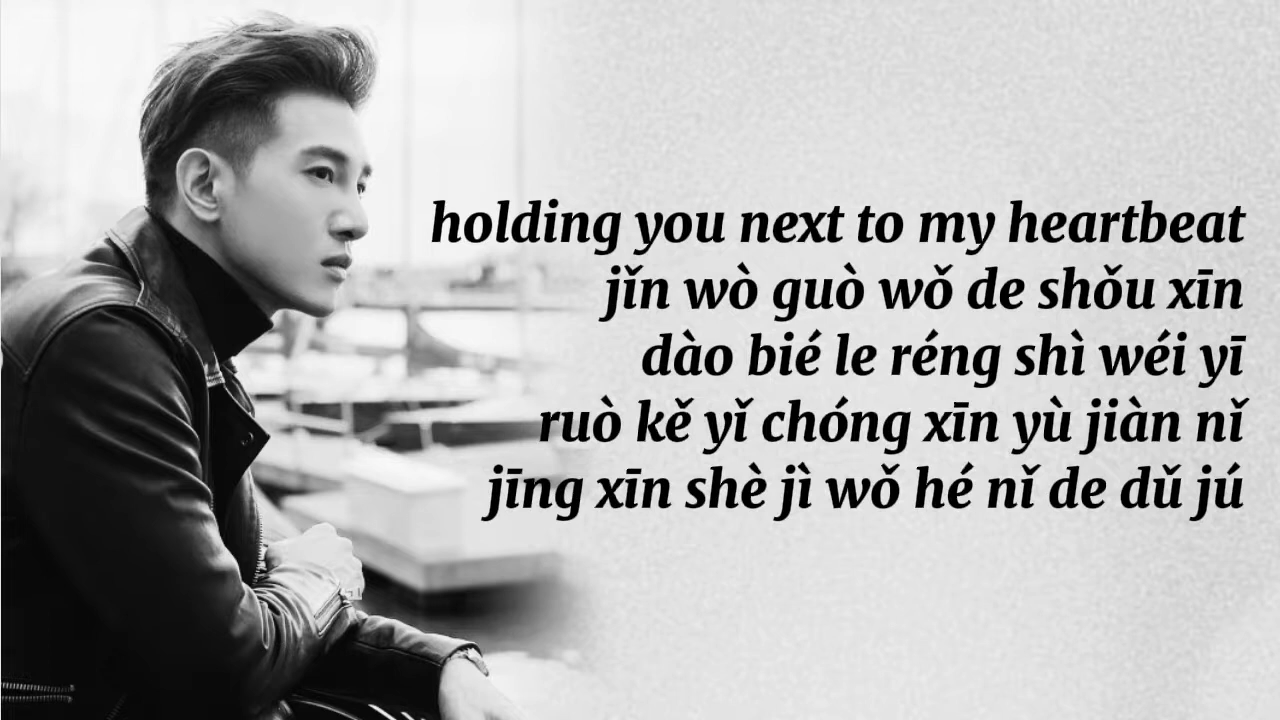 holding you next to my heartbeat
jǐn wò guò wǒ de shǒu xīn
dào bié le réng shì wéi yī
ruò kě yǐ chóng xīn yù jiàn nǐ
jīng xīn shè jì wǒ hé nǐ de dǔ jú